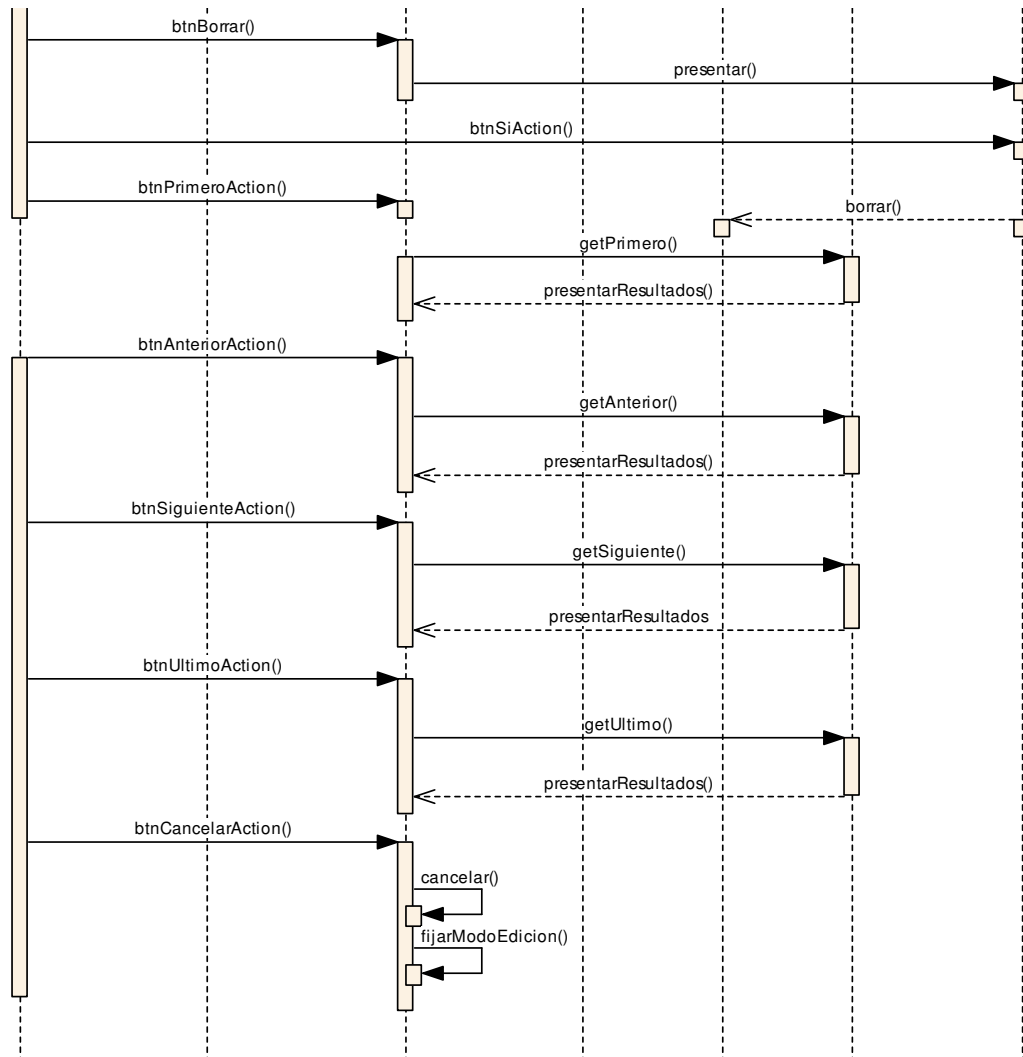 btnBorrar()
presentar()
btnSiAction()
btnPrimeroAction()
borrar()
getPrimero()
presentarResultados()
btnAnteriorAction()
getAnterior()
presentarResultados()
btnSiguienteAction()
getSiguiente()
presentarResultados
btnUltimoAction()
getUltimo()
presentarResultados()
btnCancelarAction()
cancelar()
fijarModoEdicion()